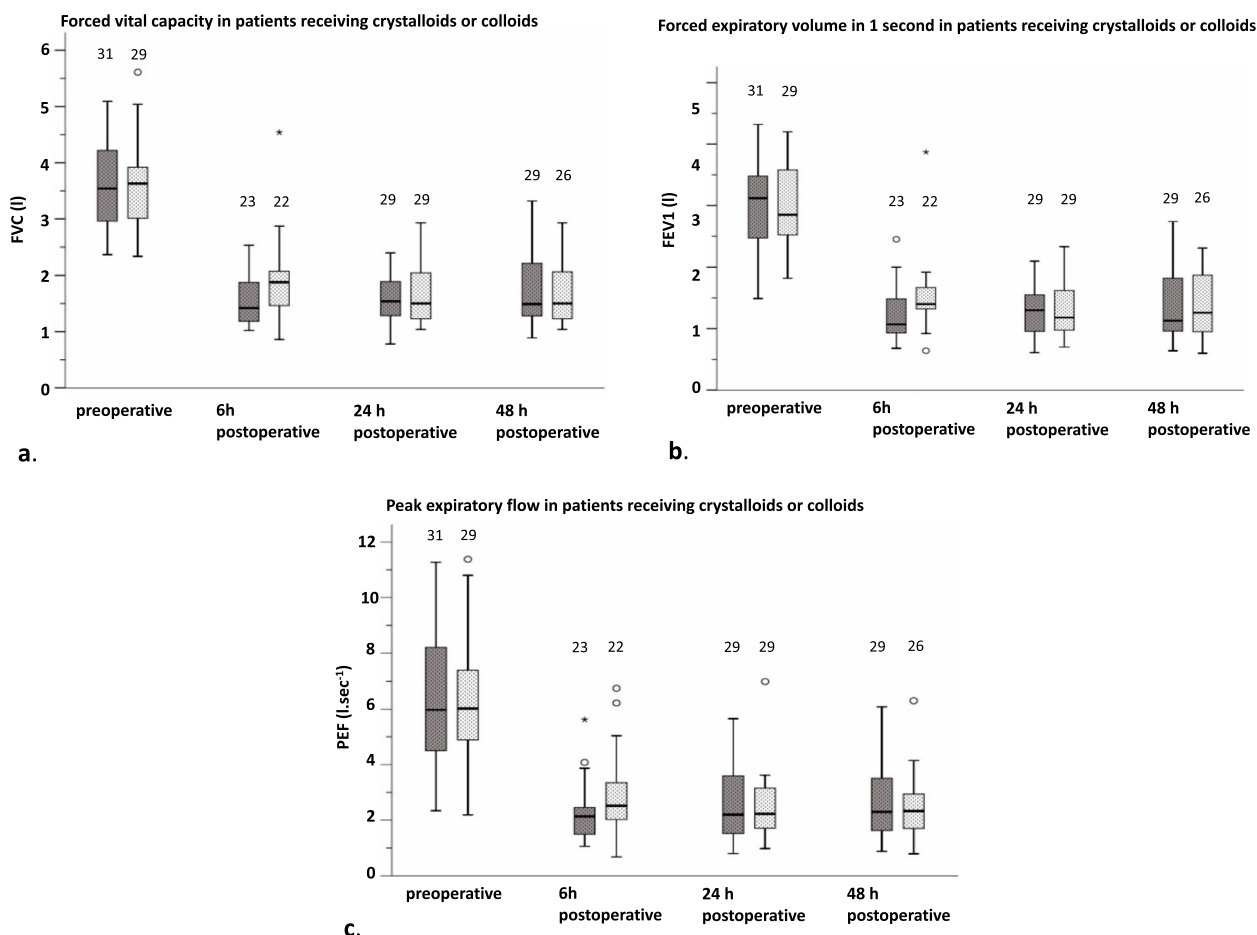 Forced vital capacity in patients receiving crystalloids or colloids
6
31
29
5
4
3
2
1
0
FVC (l)
*
23
22
29
29
29
26
preoperative
6h
postoperative
24 h
postoperative
48 h
postoperative
a.
Forced expiratory volume in 1 second in patients receiving crystalloids or colloids
31
29
5
4
3
2
1
0
FEV1 (l)
*
23
22
29
29
29
26
preoperative
6h
postoperative
24 h
postoperative
48 h
postoperative
b.
Peak expiratory flow in patients receiving crystalloids or colloids
12
31
29
10
8
6
4
2
0
PEF (l.sec⁻¹)
23
22
29
29
29
26
*
preoperative
6h
postoperative
24 h
postoperative
48 h
postoperative
c.